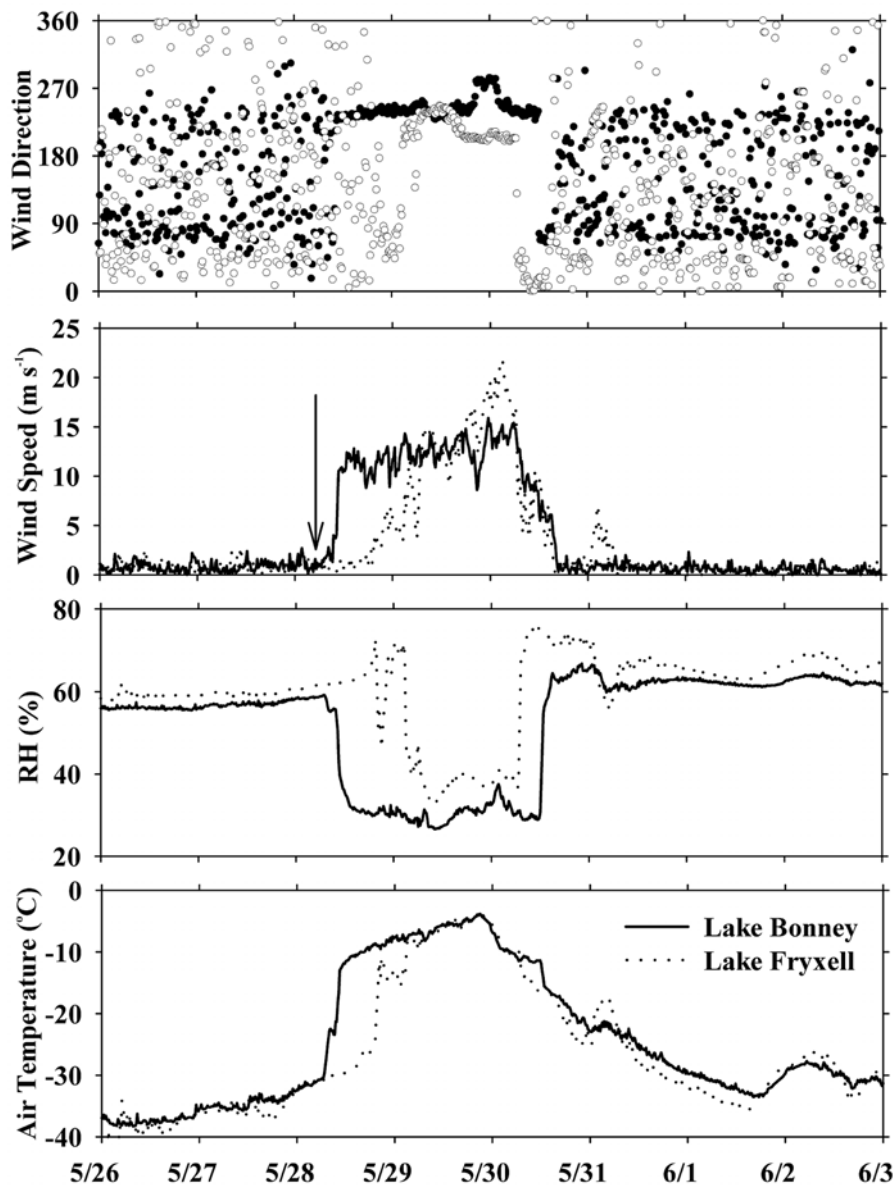 360
270
180
90
0
Wind Direction
25
20
15
10
5
0
Wind Speed (m s⁻¹)
80
60
40
20
RH (%)
0
-10
-20
-30
-40
Air Temperature (°C)
Lake Bonney
Lake Fryxell
5/26 5/27 5/28 5/29 5/30 5/31 6/1 6/2 6/3